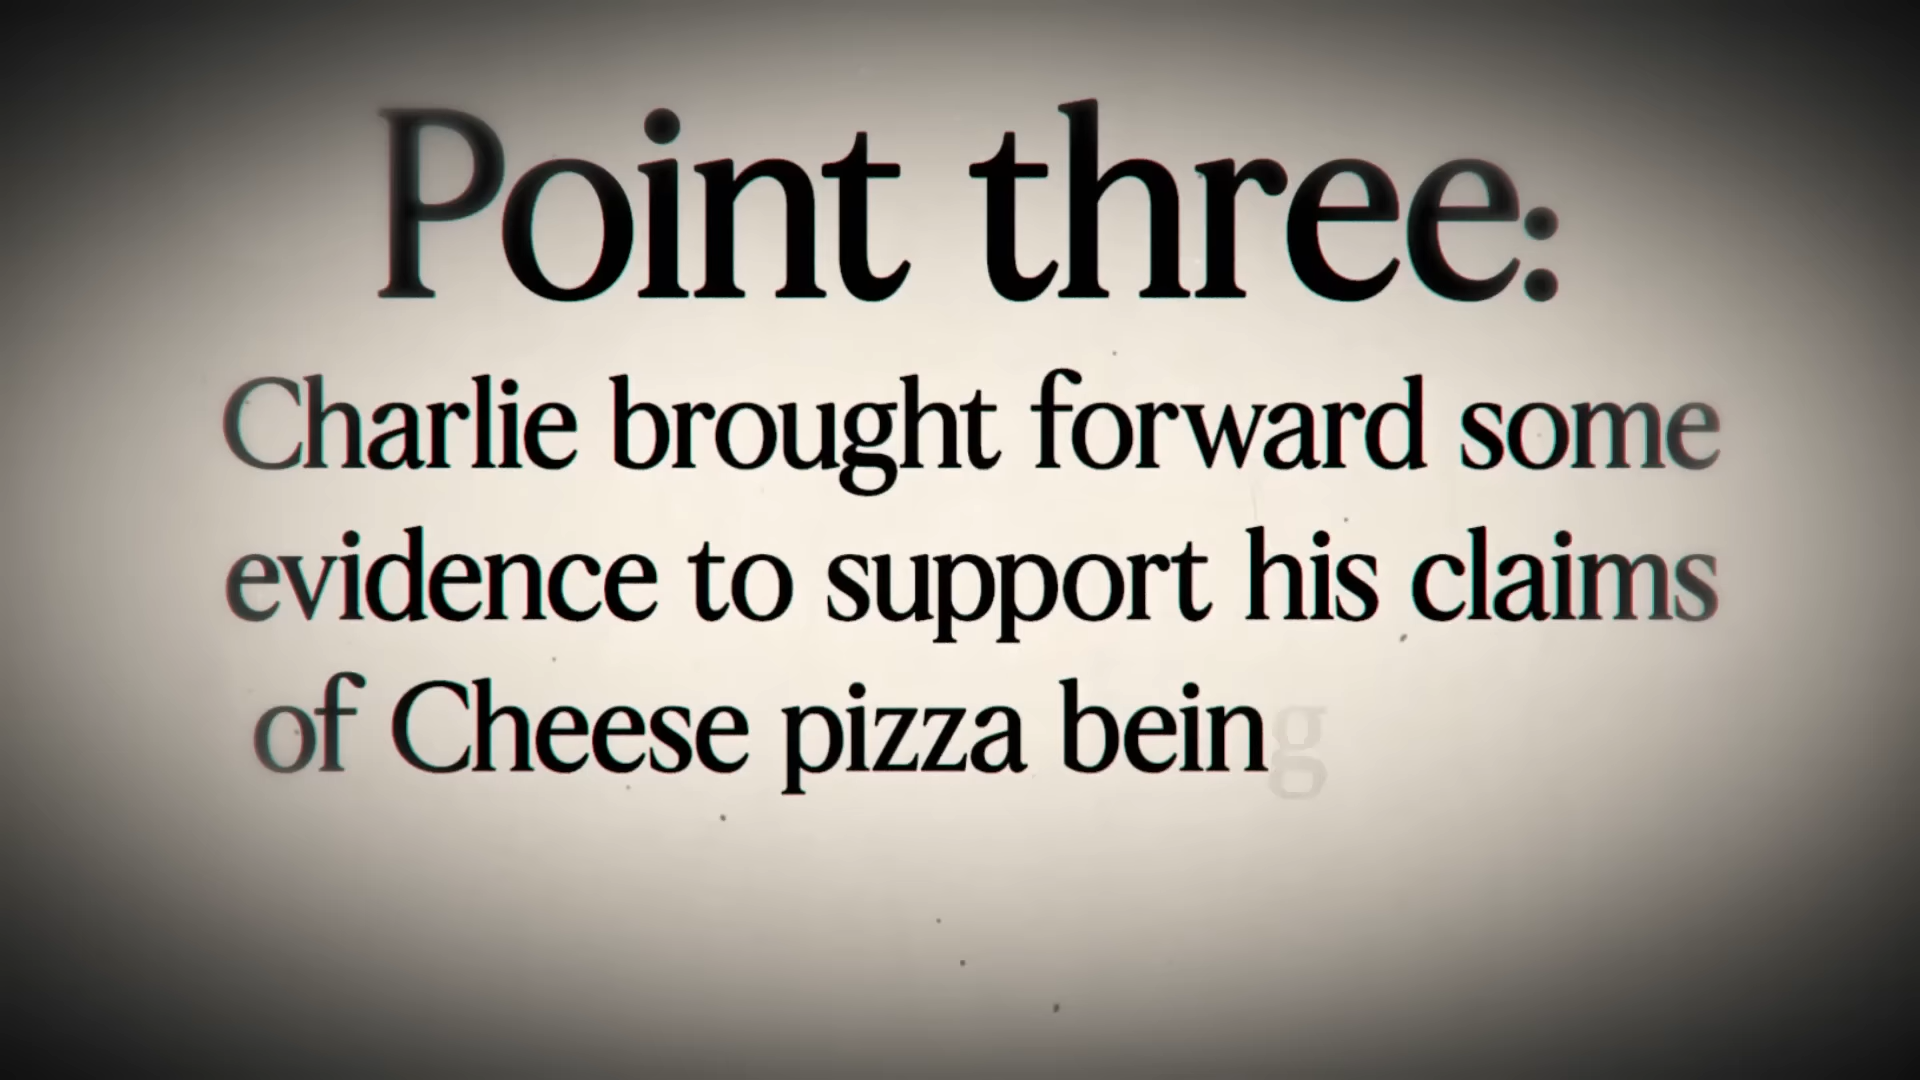 Point three:
Charlie brought forward some
evidence to support his claims
of Cheese pizza being